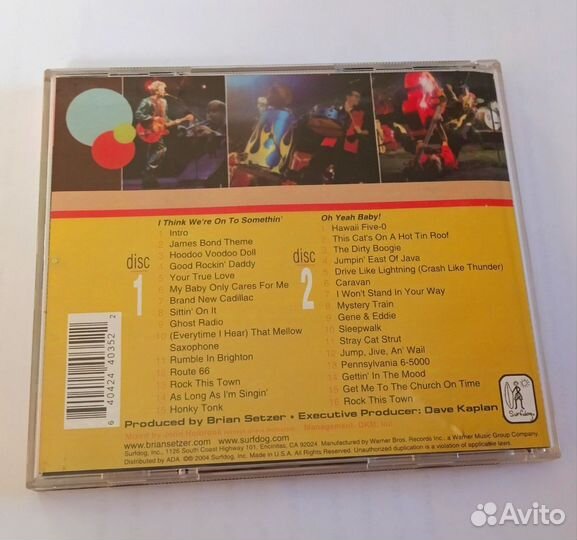 I Think We're On To Somethin'
disc 1
1 Intro
2 James Bond Theme
3 Hoodoo Voodoo Doll
4 Good Rockin' Daddy
5 Your True Love
6 My Baby Only Cares For Me
7 Brand New Cadillac
8 Sittin' On It
9 Ghost Radio
10 (Everytime I Hear) That Mellow
Saxophone
11 Rumble In Brighton
12 Route 66
13 Rock This Town
14 As Long As I'm Singin'
15 Honky Tonk
Oh Yeah Baby!
disc 2
1 Hawaii Five-0
2 This Cat's On A Hot Tin Roof
3 The Dirty Boogie
4 Jumpin' East Of Java
5 Drive Like Lightning (Crash Like Thunder)
6 Caravan
7 I Won't Stand In Your Way
8 Mystery Train
9 Gene & Eddie
10 Sleepwalk
11 Stray Cat Strut
12 Jump, Jive, An' Wail
13 Pennsylvania 6-5000
14 Gettin' In The Mood
15 Get Me To The Church On Time
16 Rock This Town
6 40424 40352 2
Surfdog
Produced by Brian Setzer • Executive Producer: Dave Kaplan
Mixed by John Holbrook Management: DKM, Inc.
www.briansetzer.com www.surfdog.com
Surfdog, Inc., 1126 South Coast Highway 101, Encinitas, CA 92024. Manufactured by Warner Bros. Records Inc., a Warner Music Group Company.
Distributed by ADA. ©℗ 2004 Surfdog, Inc. Made in U.S.A. All Rights Reserved. Unauthorized duplication is a violation of applicable laws.
Avito